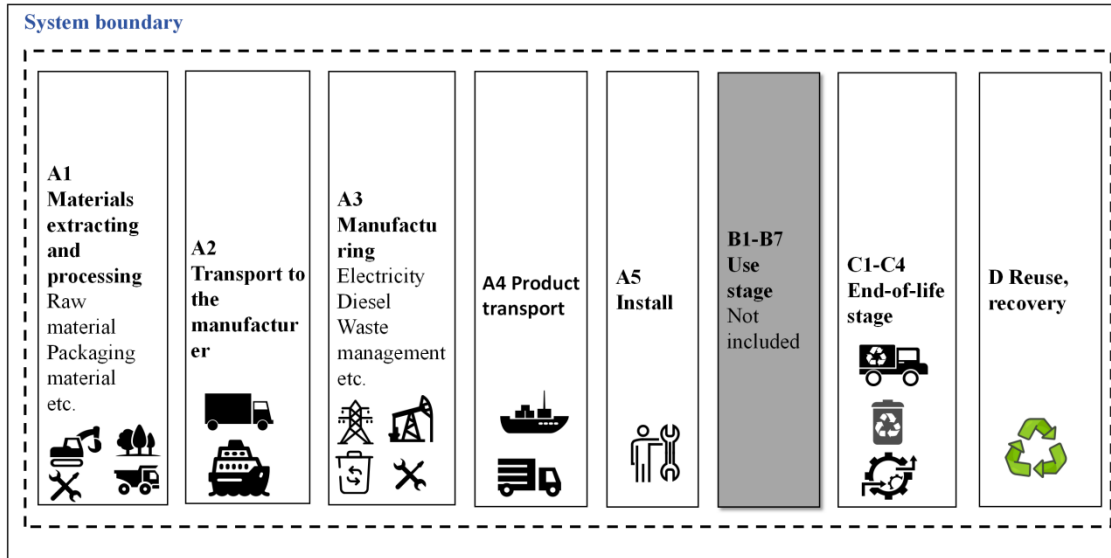 System boundary
A1
Materials
extracting
and
processing
Raw
material
Packaging
material
etc.
A2
Transport to
the
manufactur
er
A3
Manufactu
ring
Electricity
Diesel
Waste
management
etc.
A4 Product
transport
A5
Install
B1-B7
Use
stage
Not
included
C1-C4
End-of-life
stage
D Reuse,
recovery